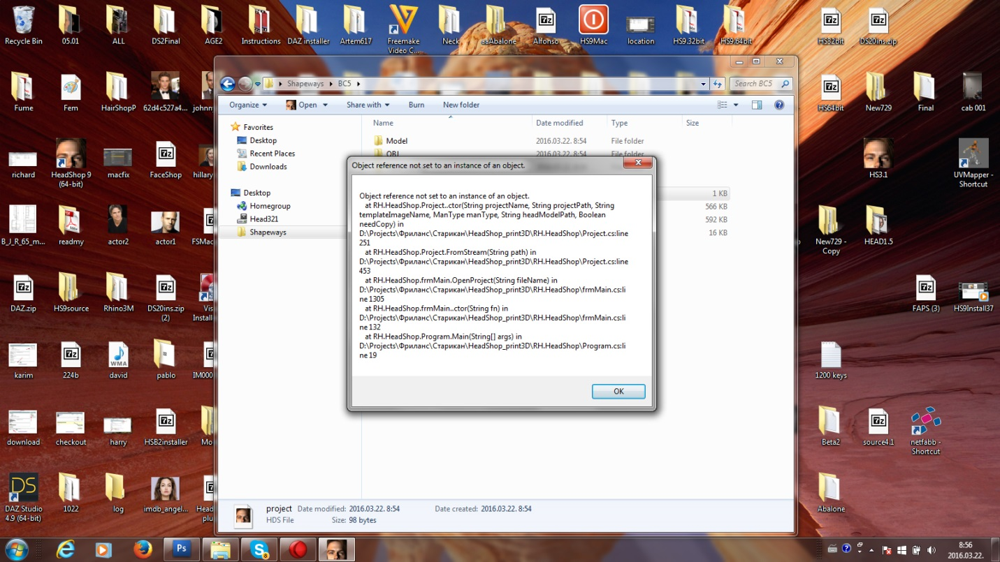 Recycle Bin
05.01
ALL
DS2Final
AGE2
Instructions
DAZ installer
Artem617
Freemake
Video C...
Neck
aaAbalone
Alfonso
HS9Mac
location
HS9.32bit
HS9.64bit
HS32bit
DS20ins.zip
Fume
Fem
HairShopP
62d4c527a4...
johnny
HS64bit
New729
Final
cab 001
richard
HeadShop 9
(64-bit)
macfix
FaceShop
hillary
HS3.1
UVMapper -
Shortcut
B_J_R_65_m...
readmy
actor2
actor1
FSMac
New729 -
Copy
HEAD1.5
DAZ.zip
HS9source
Rhino3M
DS20ins.zip
(2)
Vis
Install
FAPS (3)
HS9Install37
karim
224b
WMA
david
pablo
IM000
1200 keys
download
checkout
harry
HSB2installer
Mo
Beta2
source4.1
netfabb -
Shortcut
DS
DAZ Studio
4.9 (64-bit)
1022
log
imdb_angel...
Head
plu
Abalone
Shapeways
BC5
Search BC5
Organize
Open
Share with
Burn
New folder
Favorites
Desktop
Recent Places
Downloads
Desktop
Homegroup
Head321
Shapeways
Name
Date modified
Type
Size
Model
2016.03.22. 8:54
File folder
OBJ
2016.03.22. 8:54
File folder
1 KB
566 KB
592 KB
16 KB
Object reference not set to an instance of an object.
Object reference not set to an instance of an object.
at RH.HeadShop.Project..ctor(String projectName, String projectPath, String
templateImageName, ManType manType, String headModelPath, Boolean
needCopy) in
D:\Projects\Фриланс\Старикан\HeadShop_print3D\RH.HeadShop\Project.cs:line
251
at RH.HeadShop.Project.FromStream(String path) in
D:\Projects\Фриланс\Старикан\HeadShop_print3D\RH.HeadShop\Project.cs:line
453
at RH.HeadShop.frmMain.OpenProject(String fileName) in
D:\Projects\Фриланс\Старикан\HeadShop_print3D\RH.HeadShop\frmMain.cs:li
ne 1305
at RH.HeadShop.frmMain..ctor(String fn) in
D:\Projects\Фриланс\Старикан\HeadShop_print3D\RH.HeadShop\frmMain.cs:li
ne 132
at RH.HeadShop.Program.Main(String[] args) in
D:\Projects\Фриланс\Старикан\HeadShop_print3D\RH.HeadShop\Program.cs:li
ne 19
OK
project Date modified: 2016.03.22. 8:54 Date created: 2016.03.22. 8:54
HDS File Size: 98 bytes
Ps
8
8:56
2016.03.22.